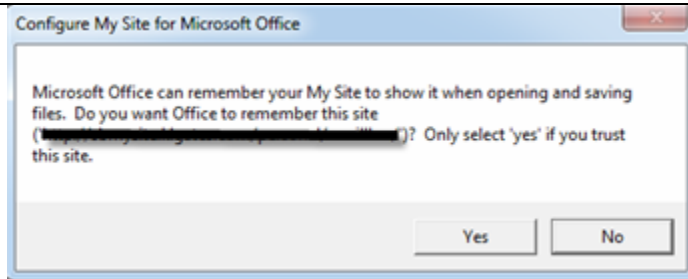 Configure My Site for Microsoft Office
Microsoft Office can remember your My Site to show it when opening and saving
files. Do you want Office to remember this site
(' ')? Only select 'yes' if you trust
this site.
Yes
No